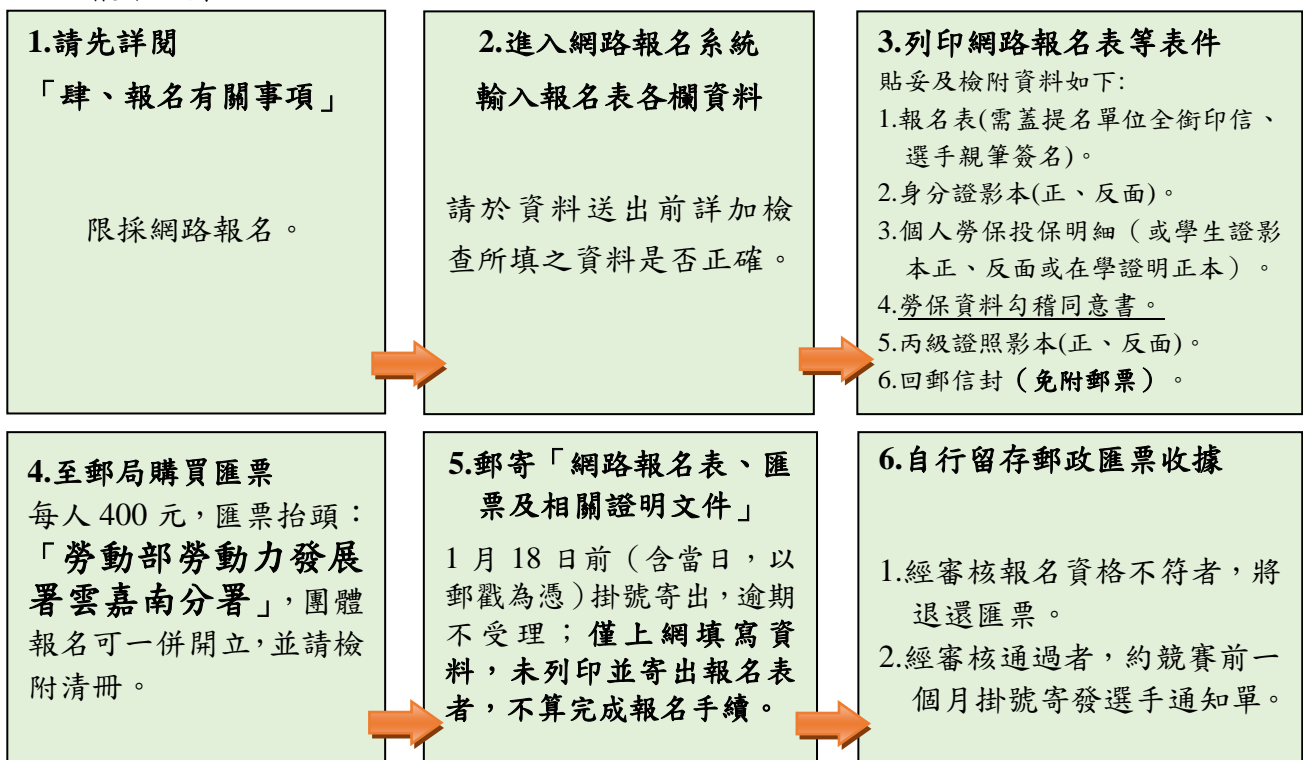 1.請先詳閱
「肆、報名有關事項」
限採網路報名。
2.進入網路報名系統
輸入報名表各欄資料
請於資料送出前詳加檢
查所填之資料是否正確。
3.列印網路報名表等表件
貼妥及檢附資料如下:
1.報名表(需蓋提名單位全銜印信、
選手親筆簽名)。
2.身分證影本(正、反面)。
3.個人勞保投保明細（或學生證影
本正、反面或在學證明正本）。
4.勞保資料勾稽同意書。
5.丙級證照影本(正、反面)。
6.回郵信封（免附郵票）。
4.至郵局購買匯票
每人 400 元，匯票抬頭：
「勞動部勞動力發展
署雲嘉南分署」，團體
報名可一併開立，並請檢
附清冊。
5.郵寄「網路報名表、匯
票及相關證明文件」
1 月 18 日前（含當日，以
郵戳為憑）掛號寄出，逾期
不受理；僅上網填寫資
料，未列印並寄出報名表
者，不算完成報名手續。
6.自行留存郵政匯票收據
1.經審核報名資格不符者，將
退還匯票。
2.經審核通過者，約競賽前一
個月掛號寄發選手通知單。